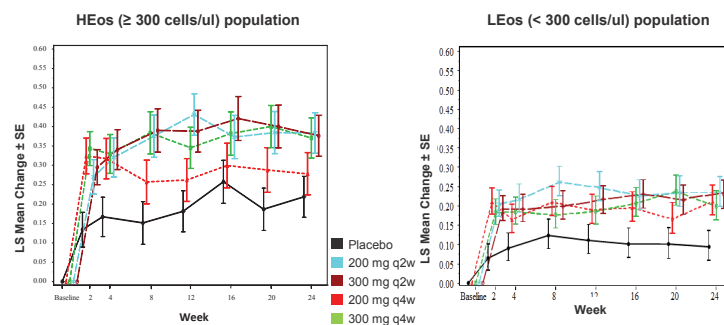 HEos (≥ 300 cells/ul) population
LEos (< 300 cells/ul) population
LS Mean Change ± SE
0.60
0.55
0.50
0.45
0.40
0.35
0.30
0.25
0.20
0.15
0.10
0.05
0.00
Baseline 2 4 8 12 16 20 24
Week
Placebo
200 mg q2w
300 mg q2w
200 mg q4w
300 mg q4w
LS Mean Change ± SE
0.60
0.55
0.50
0.45
0.40
0.35
0.30
0.25
0.20
0.15
0.10
0.05
0.00
Baseline 2 4 8 12 16 20 24
Week